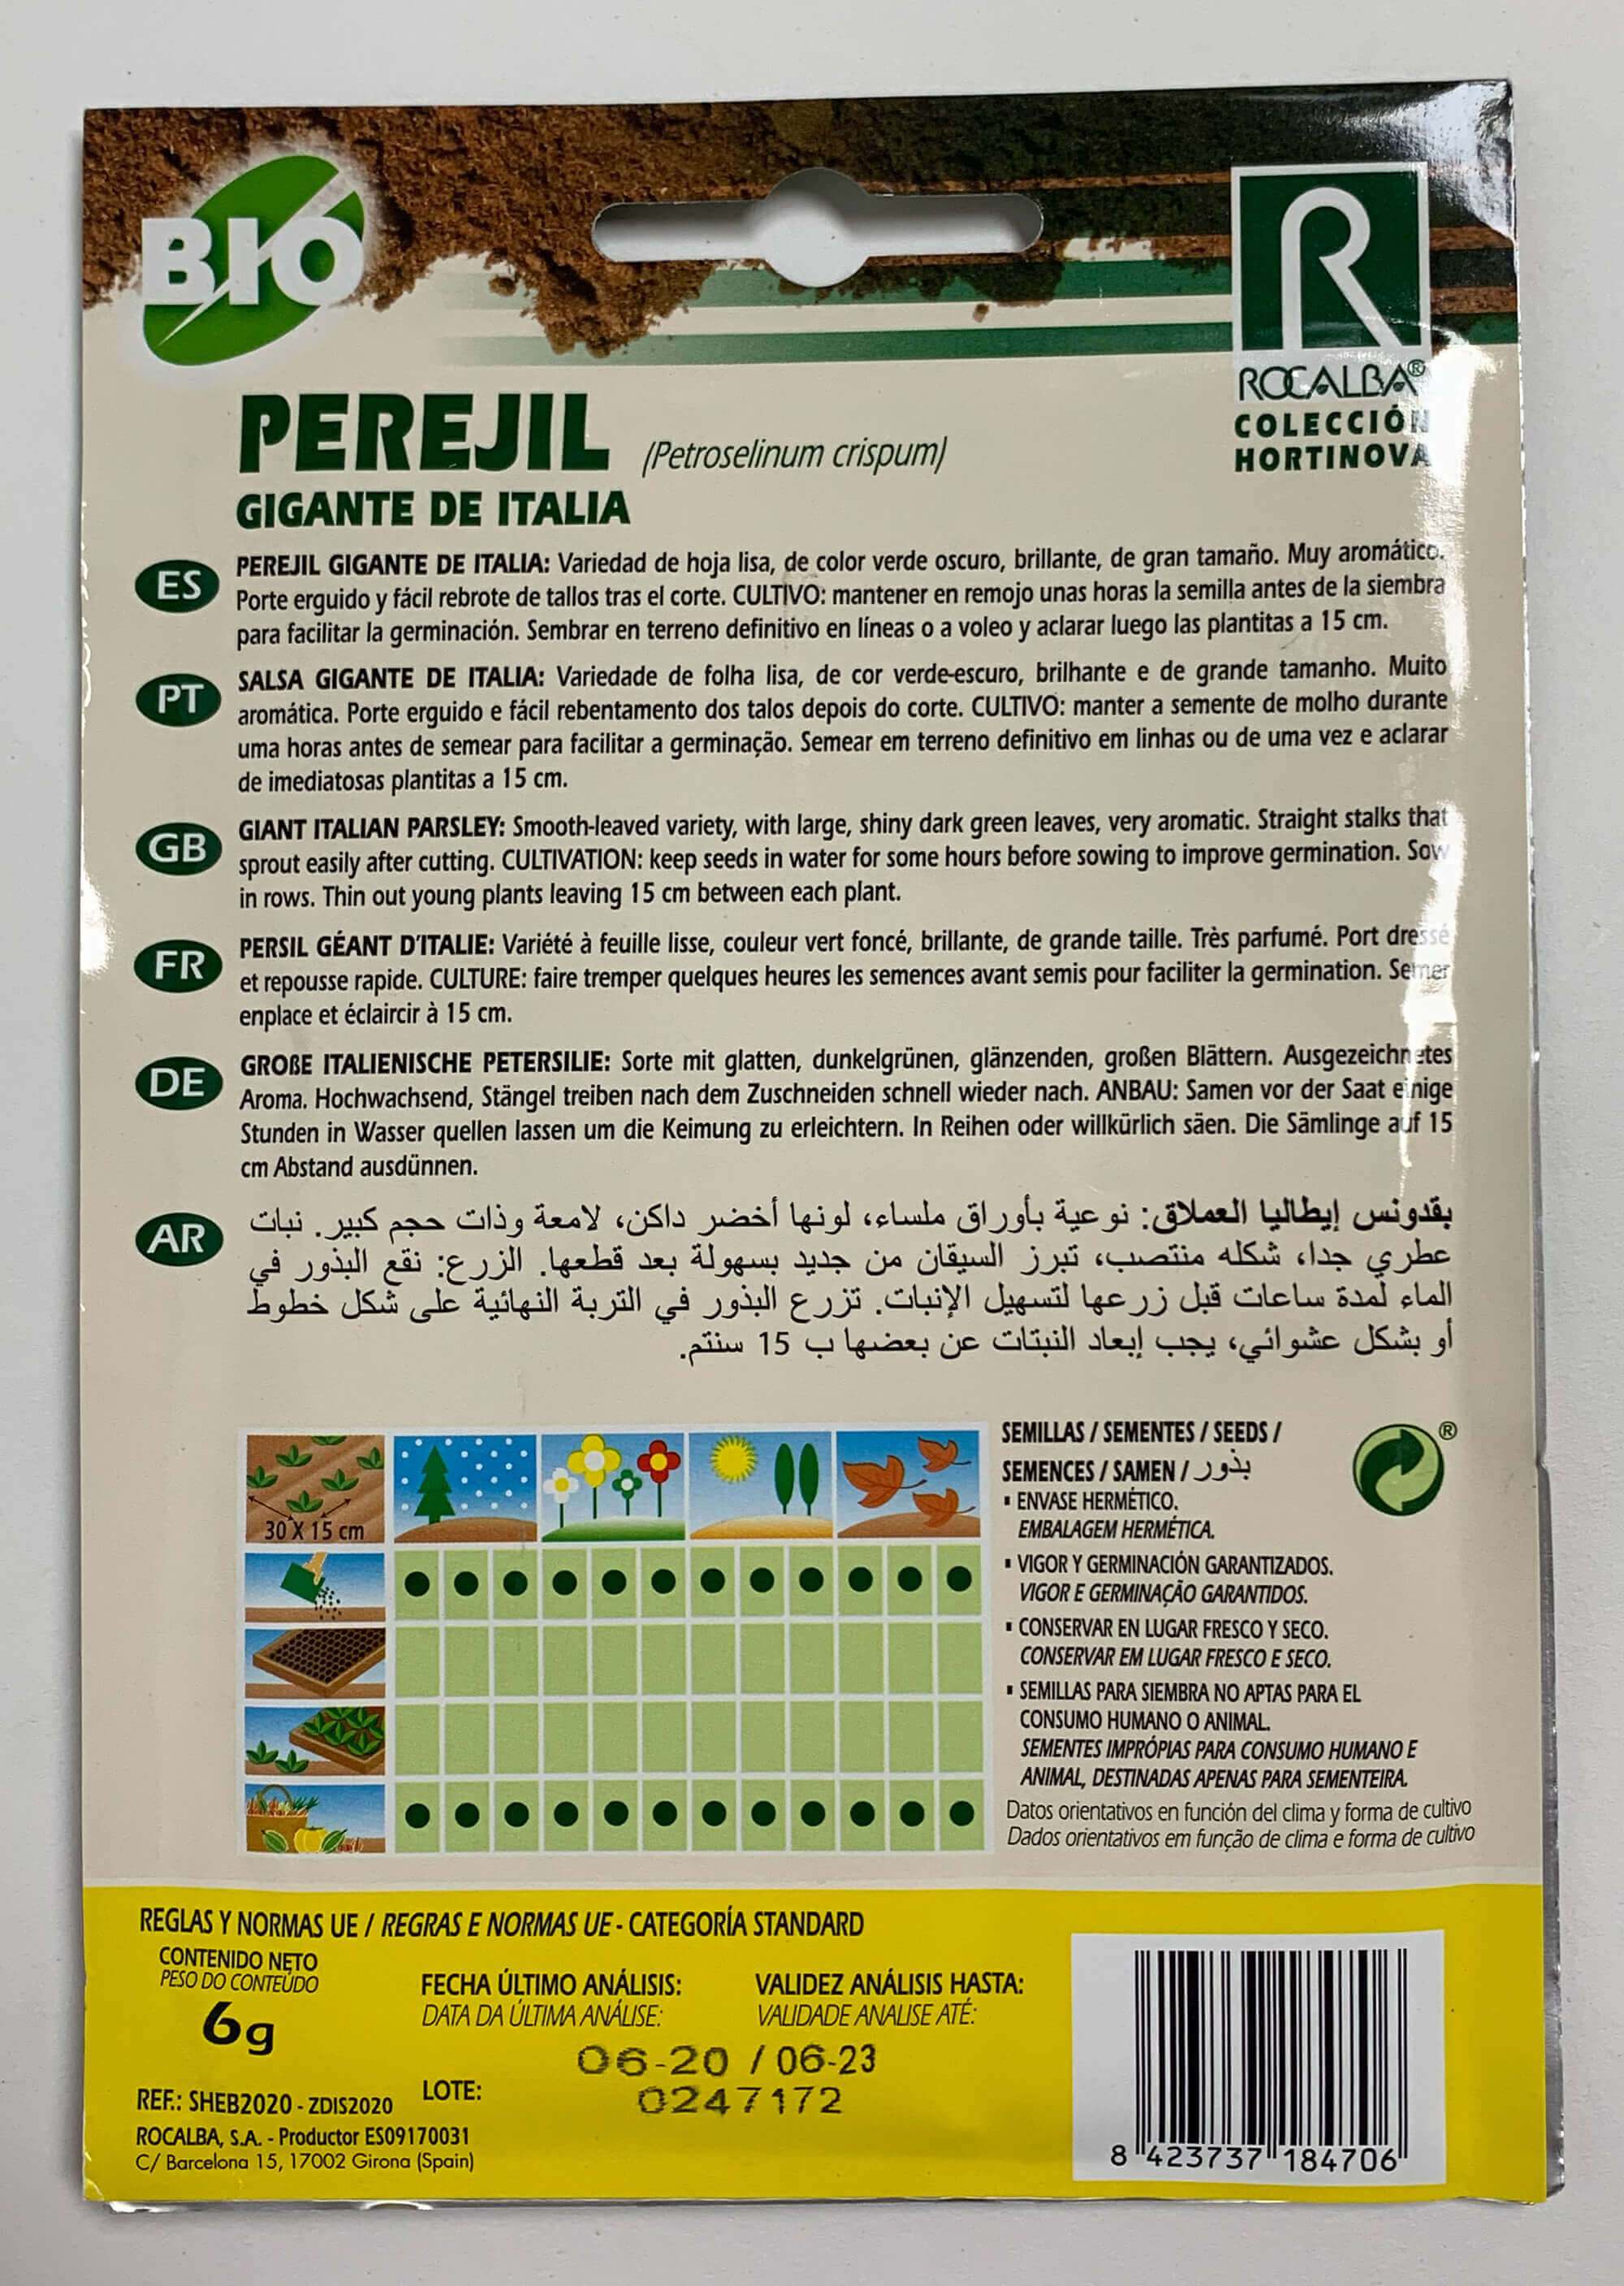 BIO
R
ROCALBA®
COLECCIÓN
HORTINOVA
PEREJIL (Petroselinum crispum)
GIGANTE DE ITALIA
ES
PEREJIL GIGANTE DE ITALIA: Variedad de hoja lisa, de color verde oscuro, brillante, de gran tamaño. Muy aromático.
Porte erguido y fácil rebrote de tallos tras el corte. CULTIVO: mantener en remojo unas horas la semilla antes de la siembra
para facilitar la germinación. Sembrar en terreno definitivo en líneas o a voleo y aclarar luego las plantitas a 15 cm.
PT
SALSA GIGANTE DE ITALIA: Variedade de folha lisa, de cor verde-escuro, brilhante e de grande tamanho. Muito
aromática. Porte erguido e fácil rebentamento dos talos depois do corte. CULTIVO: manter a semente de molho durante
uma horas antes de semear para facilitar a germinação. Semear em terreno definitivo em linhas ou de uma vez e aclarar
de imediatosas plantitas a 15 cm.
GB
GIANT ITALIAN PARSLEY: Smooth-leaved variety, with large, shiny dark green leaves, very aromatic. Straight stalks that
sprout easily after cutting. CULTIVATION: keep seeds in water for some hours before sowing to improve germination. Sow
in rows. Thin out young plants leaving 15 cm between each plant.
FR
PERSIL GÉANT D'ITALIE: Variété à feuille lisse, couleur vert foncé, brillante, de grande taille. Très parfumé. Port dressé
et repousse rapide. CULTURE: faire tremper quelques heures les semences avant semis pour faciliter la germination. Semer
enplace et éclaircir à 15 cm.
DE
GROßE ITALIENISCHE PETERSILIE: Sorte mit glatten, dunkelgrünen, glänzenden, großen Blättern. Ausgezeichnetes
Aroma. Hochwachsend, Stängel treiben nach dem Zuschneiden schnell wieder nach. ANBAU: Samen vor der Saat einige
Stunden in Wasser quellen lassen um die Keimung zu erleichtern. In Reihen oder willkürlich säen. Die Sämlinge auf 15
cm Abstand ausdünnen.
AR
بقدونس إيطاليا العملاق: نوعية بأوراق ملساء، لونها أخضر داكن، لامعة وذات حجم كبير. نبات
عطري جدا، شكله منتصب، تبرز السيقان من جديد بسهولة بعد قطعها. الزرع: نقع البذور في
الماء لمدة ساعات قبل زرعها لتسهيل الإنبات. تزرع البذور في التربة النهائية على شكل خطوط
أو بشكل عشوائي، يجب إبعاد النبتات عن بعضها ب 15 سنتم.
30 X 15 cm
SEMILLAS / SEMENTES / SEEDS /
SEMENCES / SAMEN / بذور
®
▪ ENVASE HERMÉTICO.
EMBALAGEM HERMÉTICA.
▪ VIGOR Y GERMINACIÓN GARANTIZADOS.
VIGOR E GERMINAÇÃO GARANTIDOS.
▪ CONSERVAR EN LUGAR FRESCO Y SECO.
CONSERVAR EM LUGAR FRESCO E SECO.
▪ SEMILLAS PARA SIEMBRA NO APTAS PARA EL
CONSUMO HUMANO O ANIMAL.
SEMENTES IMPRÓPIAS PARA CONSUMO HUMANO E
ANIMAL, DESTINADAS APENAS PARA SEMENTEIRA.
Datos orientativos en función del clima y forma de cultivo
Dados orientativos em função de clima e forma de cultivo
REGLAS Y NORMAS UE / REGRAS E NORMAS UE - CATEGORÍA STANDARD
CONTENIDO NETO
PESO DO CONTEÚDO
6g
FECHA ÚLTIMO ANÁLISIS:
DATA DA ÚLTIMA ANÁLISE:
VALIDEZ ANÁLISIS HASTA:
VALIDADE ANALISE ATÉ:
06-20 / 06-23
LOTE: 0247172
REF.: SHEB2020 - ZDIS2020
ROCALBA, S.A. - Productor ES09170031
C/ Barcelona 15, 17002 Girona (Spain)
8 423737 184706